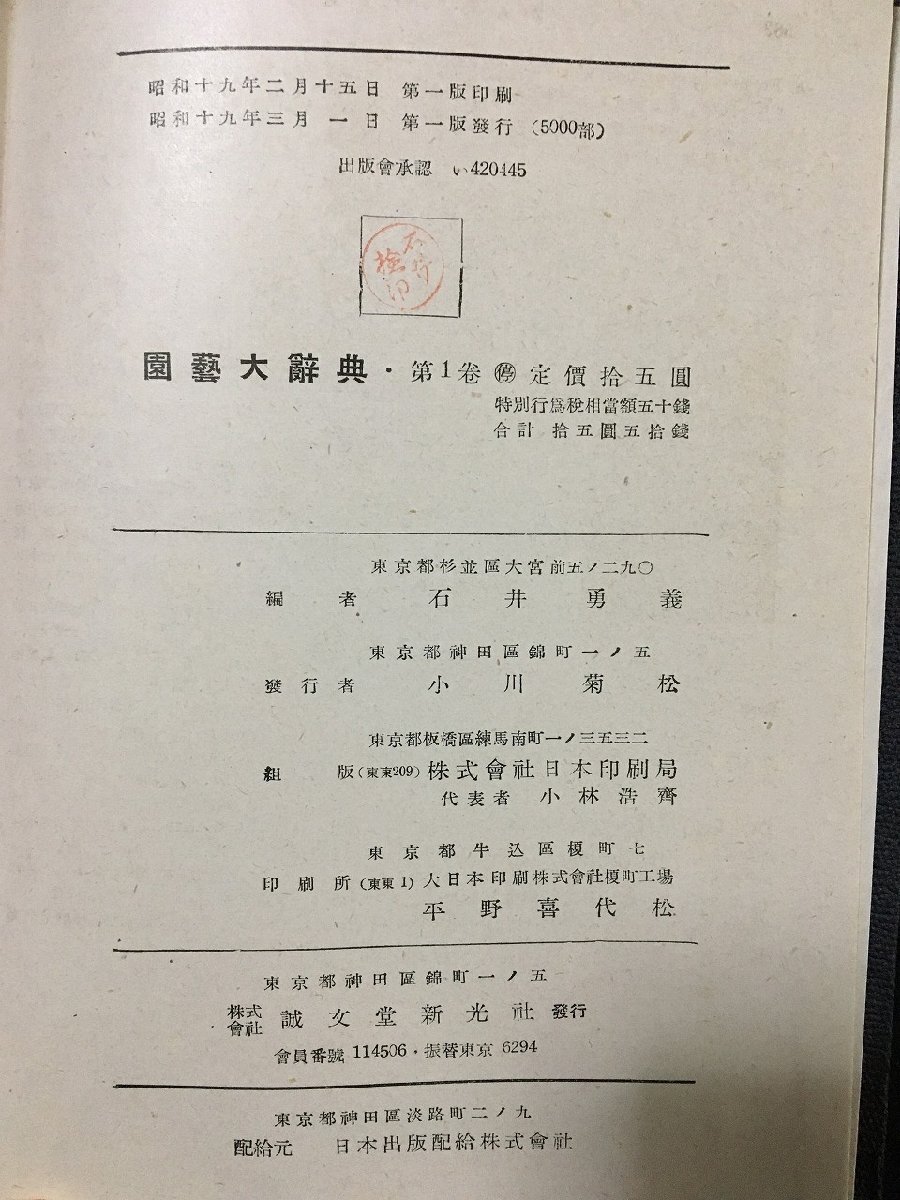 昭和十九年二月十五日 第一版印刷
昭和十九年三月 一日 第一版發行 (5000部)
出版會承認 い420445
石井
檢
印
園藝大辭典・第1卷 ㊡ 定價拾五圓
特別行爲稅相當額五十錢
合計 拾五圓五拾錢
東京都杉並區大宮前五ノ二九〇
編者 石井勇義
東京都神田區錦町一ノ五
發行者 小川菊松
東京都板橋區練馬南町一ノ三五三二
組版 (東東209) 株式會社日本印刷局
代表者 小林浩齊
東京都牛込區榎町七
印刷所 (東東1) 大日本印刷株式會社榎町工場
平野喜代松
東京都神田區錦町一ノ五
株式會社 誠文堂新光社 發行
會員番號 114506・振替東京 6294
東京都神田區淡路町二ノ九
配給元 日本出版配給株式會社